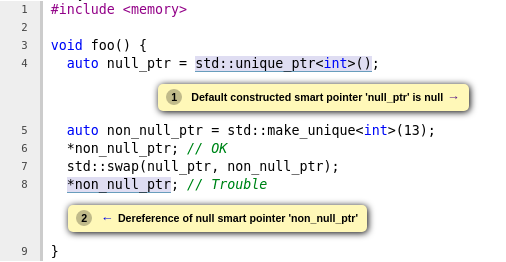 1 #include <memory>
2
3 void foo() {
4 auto null_ptr = std::unique_ptr<int>();
1 Default constructed smart pointer 'null_ptr' is null →
5 auto non_null_ptr = std::make_unique<int>(13);
6 *non_null_ptr; // OK
7 std::swap(null_ptr, non_null_ptr);
8 *non_null_ptr; // Trouble
2 ← Dereference of null smart pointer 'non_null_ptr'
9 }